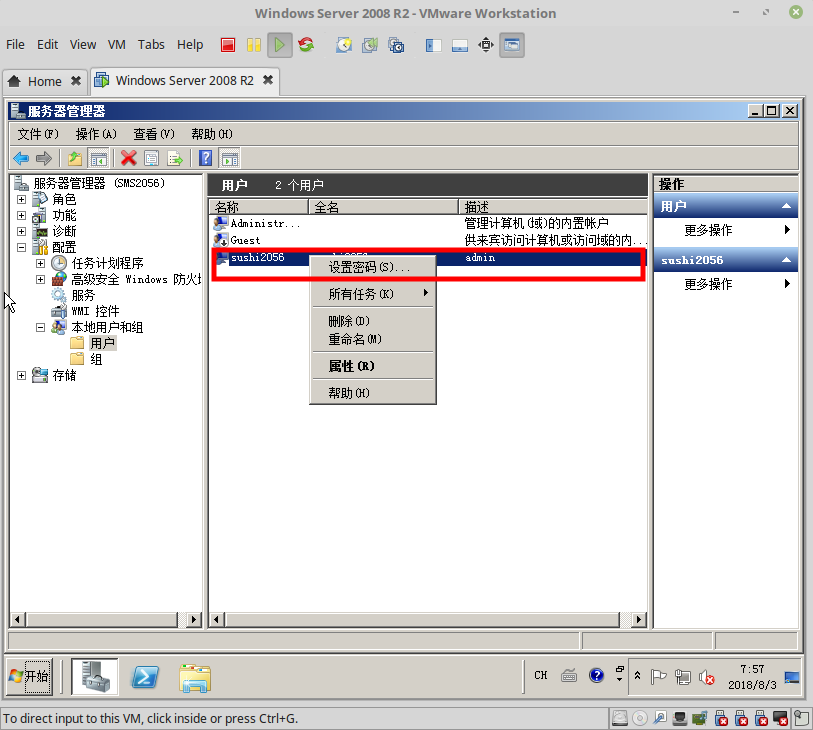 Windows Server 2008 R2 - VMware Workstation
File Edit View VM Tabs Help
Home Windows Server 2008 R2
服务器管理器
文件(F) 操作(A) 查看(V) 帮助(H)
服务器管理器 (SMS2056)
角色
功能
诊断
配置
任务计划程序
高级安全 Windows 防火
服务
WMI 控件
本地用户和组
用户
组
存储
用户 2 个用户
名称 全名 描述
Administr... 管理计算机(域)的内置帐户
Guest 供来宾访问计算机或访问域的内...
sushi2056 admin
设置密码(S)...
所有任务(K)
删除(D)
重命名(M)
属性(R)
帮助(H)
操作
用户
更多操作
sushi2056
更多操作
开始
CH
7:57
2018/8/3
To direct input to this VM, click inside or press Ctrl+G.